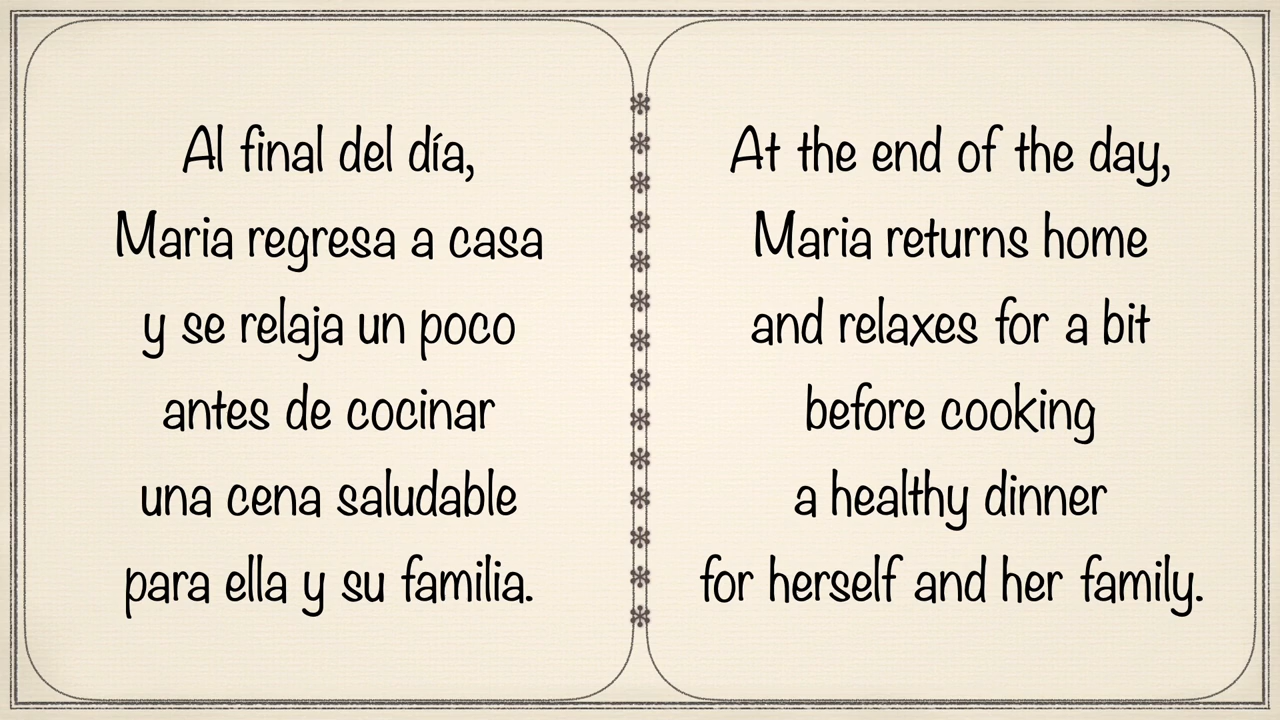 Al final del día,
Maria regresa a casa
y se relaja un poco
antes de cocinar
una cena saludable
para ella y su familia.
At the end of the day,
Maria returns home
and relaxes for a bit
before cooking
a healthy dinner
for herself and her family.